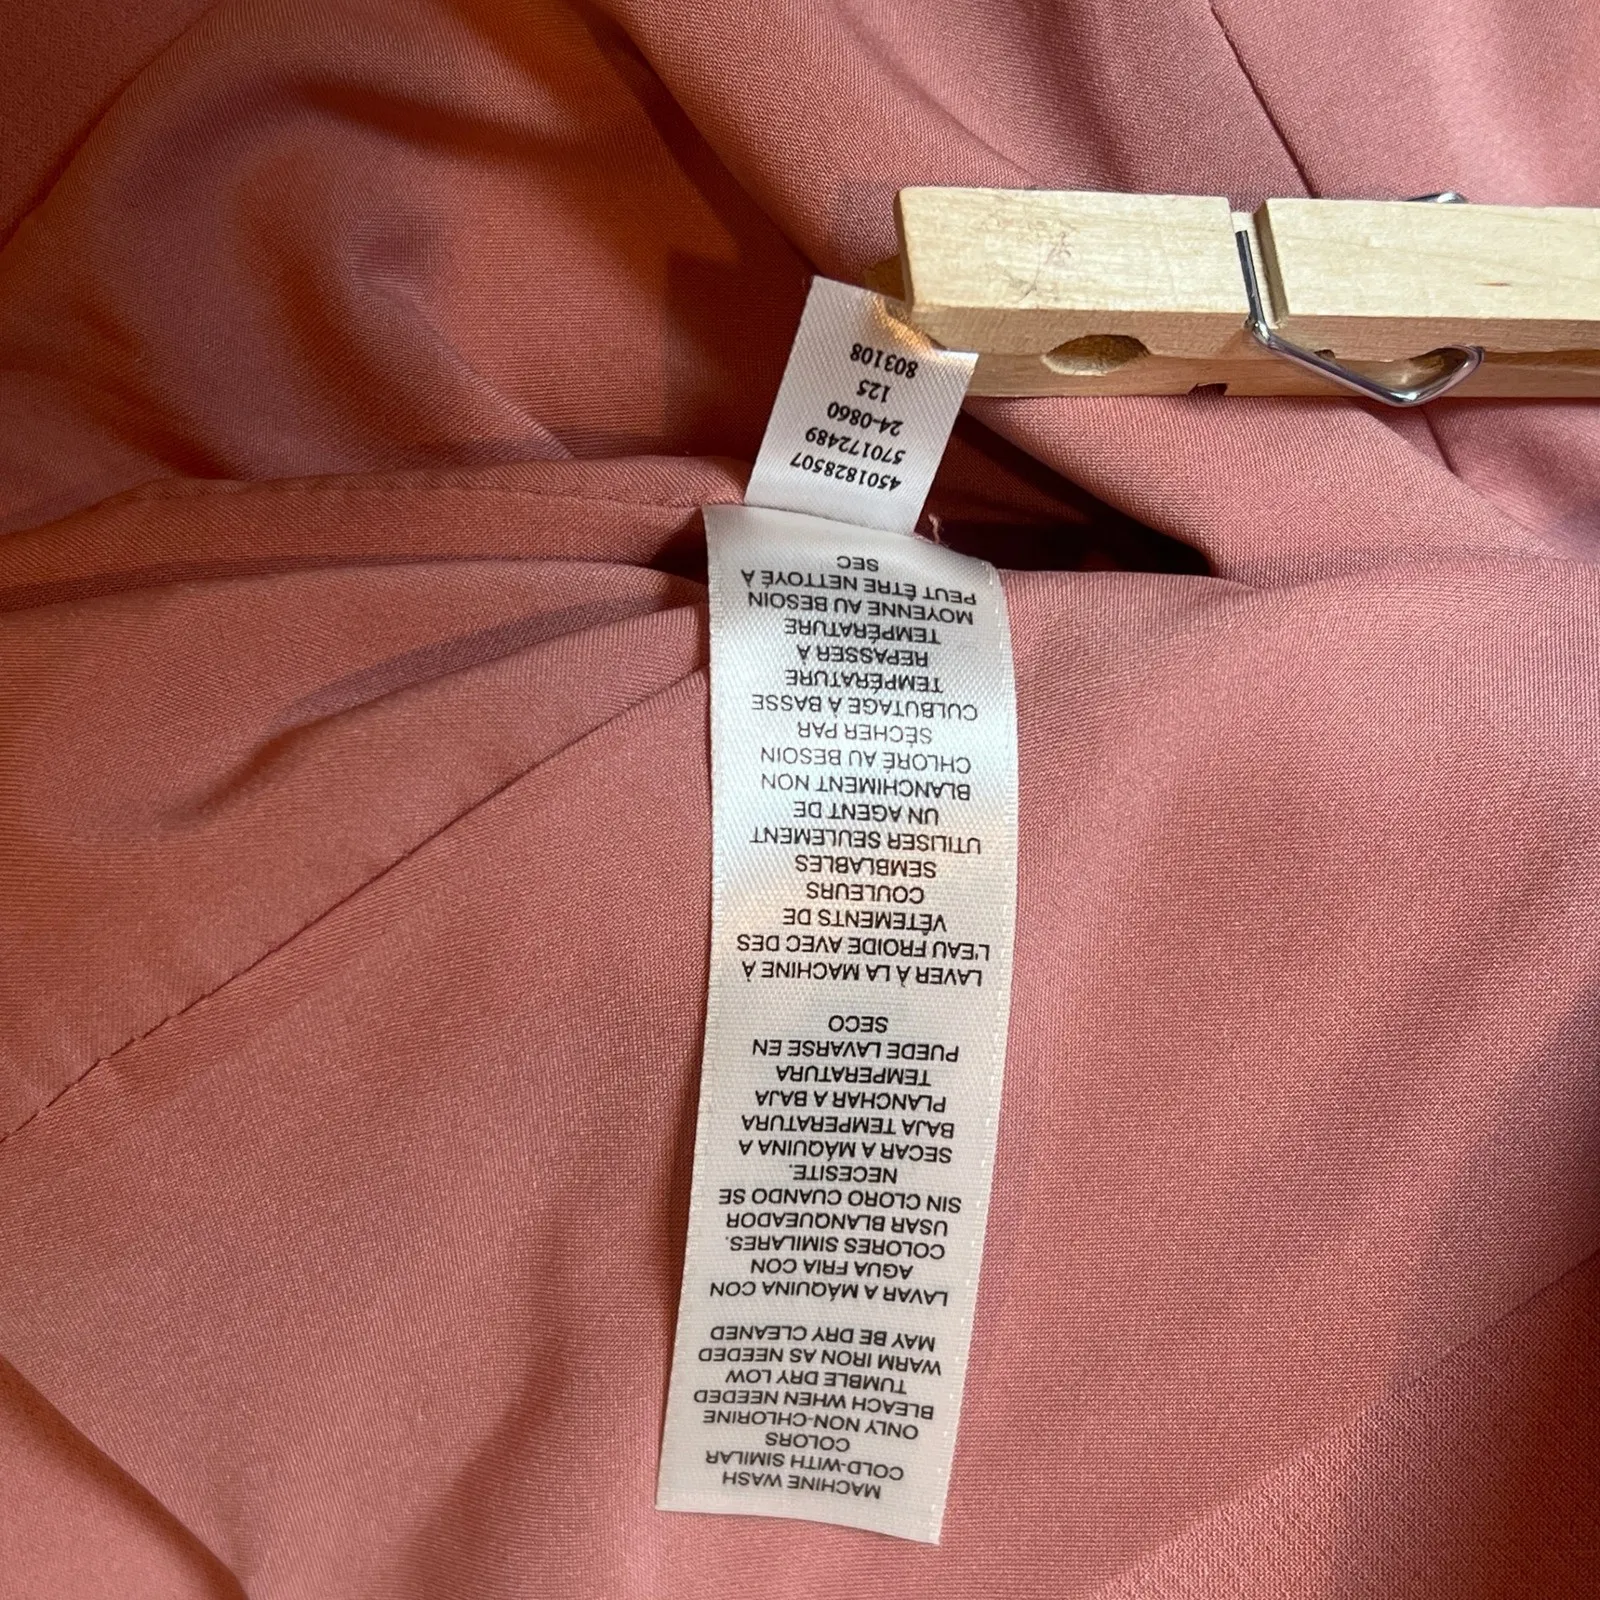 MACHINE WASH
COLD-WITH SIMILAR
COLORS
ONLY NON-CHLORINE
BLEACH WHEN NEEDED
TUMBLE DRY LOW
WARM IRON AS NEEDED
MAY BE DRY CLEANED
LAVAR A MÁQUINA CON
AGUA FRIA CON
COLORES SIMILARES.
USAR BLANQUEADOR
SIN CLORO CUANDO SE
NECESITE.
SECAR A MÁQUINA A
BAJA TEMPERATURA
PLANCHAR A BAJA
TEMPERATURA
PUEDE LAVARSE EN
SECO
LAVER À LA MACHINE À
L'EAU FROIDE AVEC DES
VÊTEMENTS DE
COULEURS
SEMBLABLES
UTILISER SEULEMENT
UN AGENT DE
BLANCHIMENT NON
CHLORÉ AU BESOIN
SÉCHER PAR
CULBUTAGE À BASSE
TEMPÉRATURE
REPASSER À
TEMPÉRATURE
MOYENNE AU BESOIN
PEUT ÊTRE NETTOYÉ À
SEC
4501828507
570172489
24-0860
125
803108